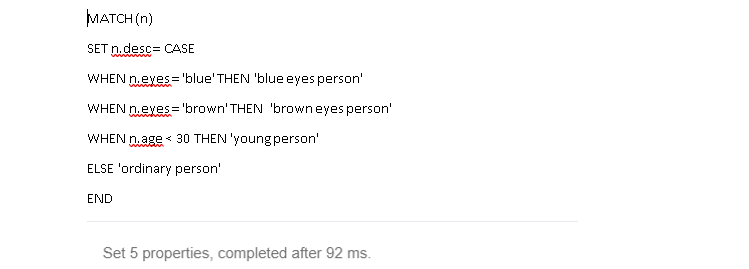 MATCH (n)
SET n.desc= CASE
WHEN n.eyes= 'blue' THEN 'blue eyes person'
WHEN n.eyes= 'brown' THEN 'brown eyes person'
WHEN n.age < 30 THEN 'young person'
ELSE 'ordinary person'
END
Set 5 properties, completed after 92 ms.